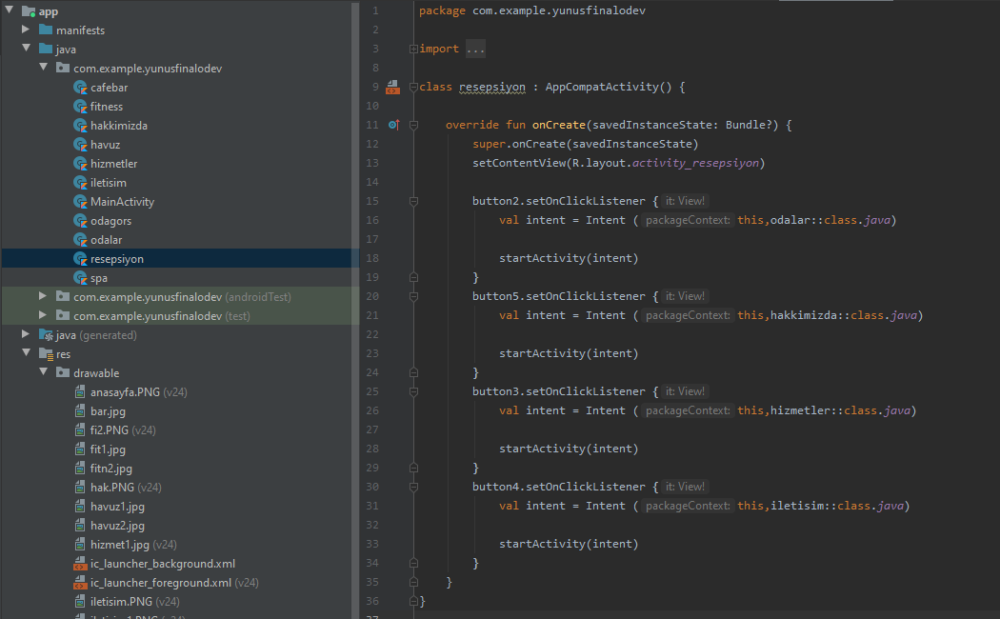 app
manifests
java
com.example.yunusfinalodev
cafebar
fitness
hakkimizda
havuz
hizmetler
iletisim
MainActivity
odagors
odalar
resepsiyon
spa
com.example.yunusfinalodev (androidTest)
com.example.yunusfinalodev (test)
java (generated)
res
drawable
anasayfa.PNG (v24)
bar.jpg
fi2.PNG (v24)
fit1.jpg
fitn2.jpg
hak.PNG (v24)
havuz1.jpg
havuz2.jpg
hizmet1.jpg (v24)
ic_launcher_background.xml
ic_launcher_foreground.xml (v24)
iletisim.PNG (v24)
iletisim1.PNG (v24)
1 package com.example.yunusfinalodev
2
3 import ...
8
9 class resepsiyon : AppCompatActivity() {
10
11 override fun onCreate(savedInstanceState: Bundle?) {
12 super.onCreate(savedInstanceState)
13 setContentView(R.layout.activity_resepsiyon)
14
15 button2.setOnClickListener { it: View!
16 val intent = Intent ( packageContext: this,odalar::class.java)
17
18 startActivity(intent)
19 }
20 button5.setOnClickListener { it: View!
21 val intent = Intent ( packageContext: this,hakkimizda::class.java)
22
23 startActivity(intent)
24 }
25 button3.setOnClickListener { it: View!
26 val intent = Intent ( packageContext: this,hizmetler::class.java)
27
28 startActivity(intent)
29 }
30 button4.setOnClickListener { it: View!
31 val intent = Intent ( packageContext: this,iletisim::class.java)
32
33 startActivity(intent)
34 }
35 }
36 }
37